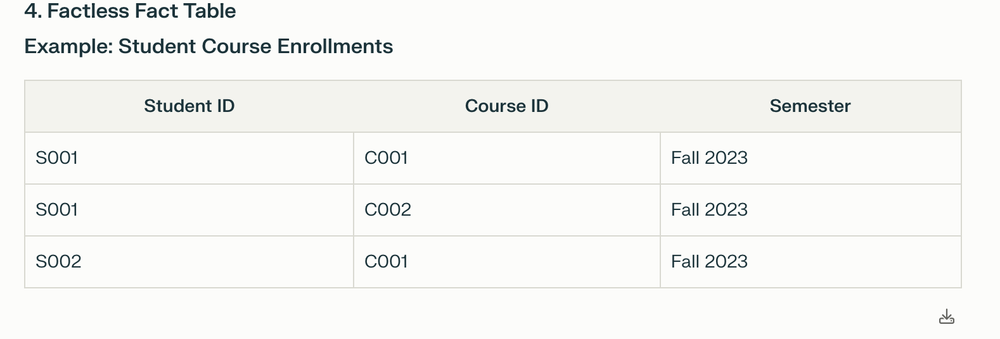 4. Factless Fact Table
Example: Student Course Enrollments
Student ID Course ID Semester
S001 C001 Fall 2023
S001 C002 Fall 2023
S002 C001 Fall 2023